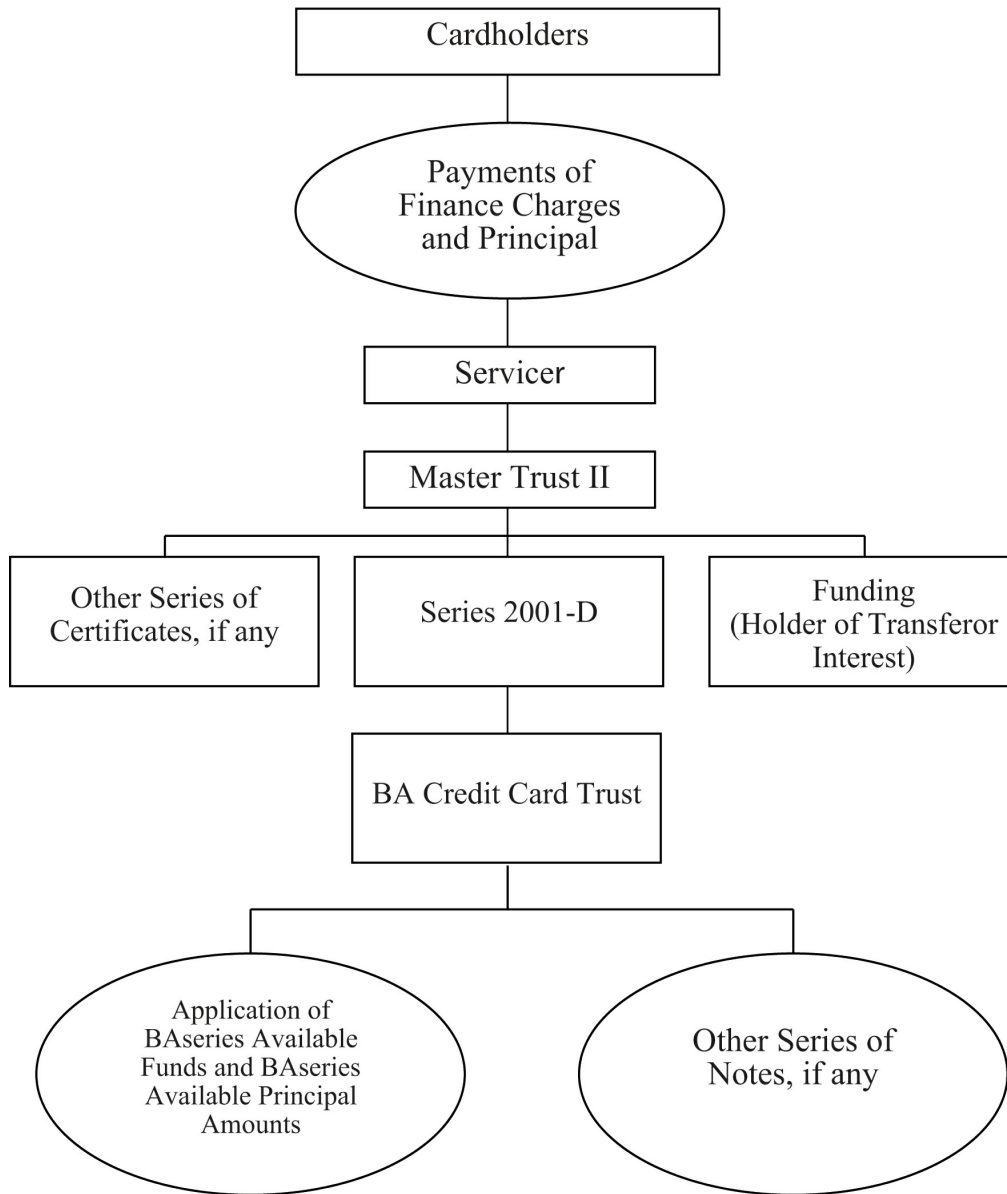 Cardholders
Payments of
Finance Charges
and Principal
Servicer
Master Trust II
Other Series of
Certificates, if any
Series 2001-D
Funding
(Holder of Transferor
Interest)
BA Credit Card Trust
Application of
BAseries Available
Funds and BAseries
Available Principal
Amounts
Other Series of
Notes, if any